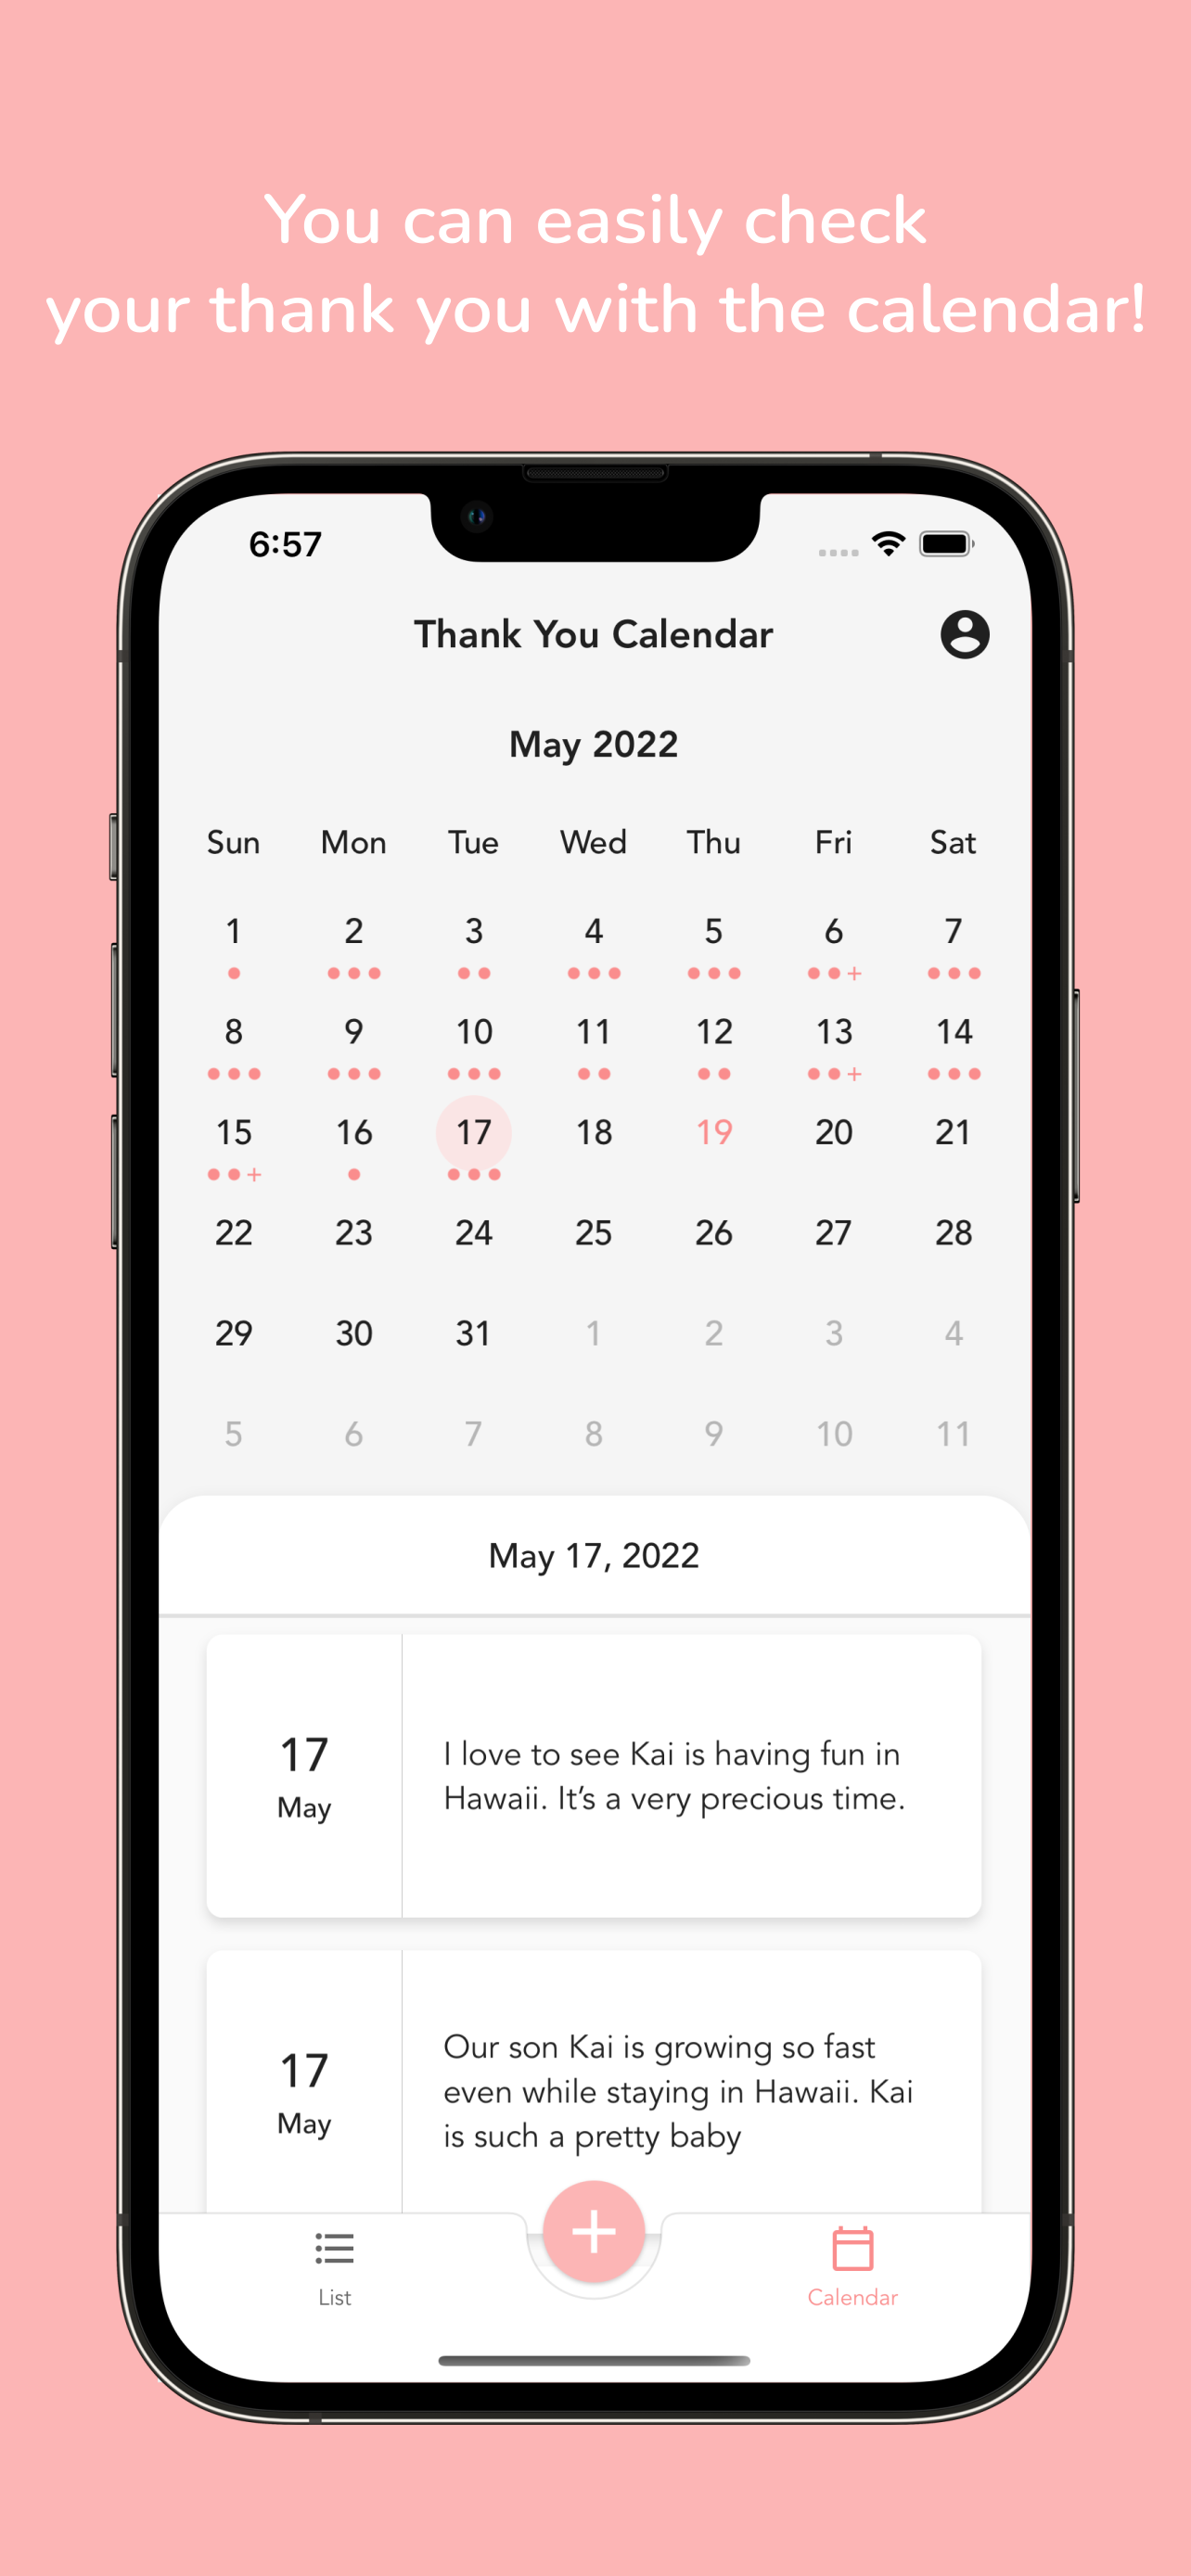 You can easily check
your thank you with the calendar!
6:57
Thank You Calendar
May 2022
Sun Mon Tue Wed Thu Fri Sat
1 2 3 4 5 6 7
+
8 9 10 11 12 13 14
+
15 16 17 18 19 20 21
+
22 23 24 25 26 27 28
29 30 31 1 2 3 4
5 6 7 8 9 10 11
May 17, 2022
17
May
I love to see Kai is having fun in
Hawaii. It’s a very precious time.
17
May
Our son Kai is growing so fast
even while staying in Hawaii. Kai
is such a pretty baby
List
Calendar